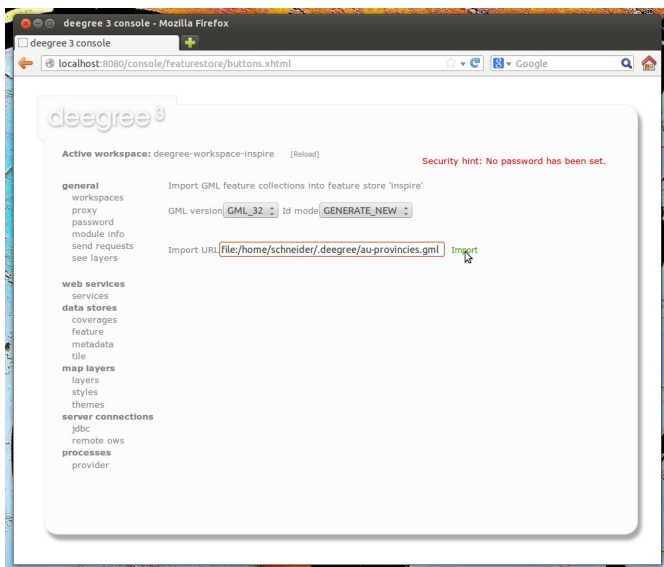 deegree 3 console - Mozilla Firefox
deegree 3 console
localhost:8080/console/featurestore/buttons.xhtml
Google
deegree 3
Active workspace: deegree-workspace-inspire [Reload]
Security hint: No password has been set.
general
workspaces
proxy
password
module info
send requests
see layers
web services
services
data stores
coverages
feature
metadata
tile
map layers
layers
styles
themes
server connections
jdbc
remote ows
processes
provider
Import GML feature collections into feature store 'inspire'
GML version GML_32 Id mode GENERATE_NEW
Import URL file:/home/schneider/.deegree/au-provincies.gml Import